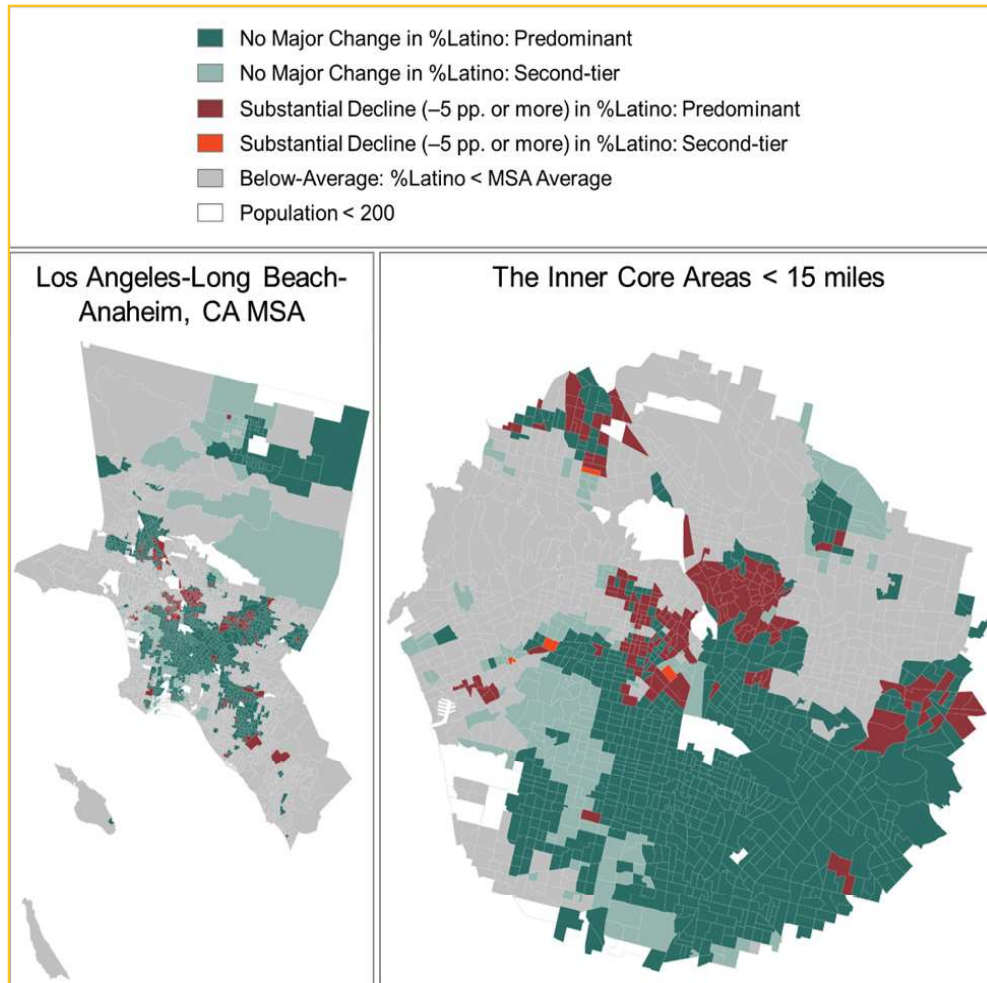 No Major Change in %Latino: Predominant
No Major Change in %Latino: Second-tier
Substantial Decline (–5 pp. or more) in %Latino: Predominant
Substantial Decline (–5 pp. or more) in %Latino: Second-tier
Below-Average: %Latino < MSA Average
Population < 200
Los Angeles-Long Beach-
Anaheim, CA MSA
The Inner Core Areas < 15 miles